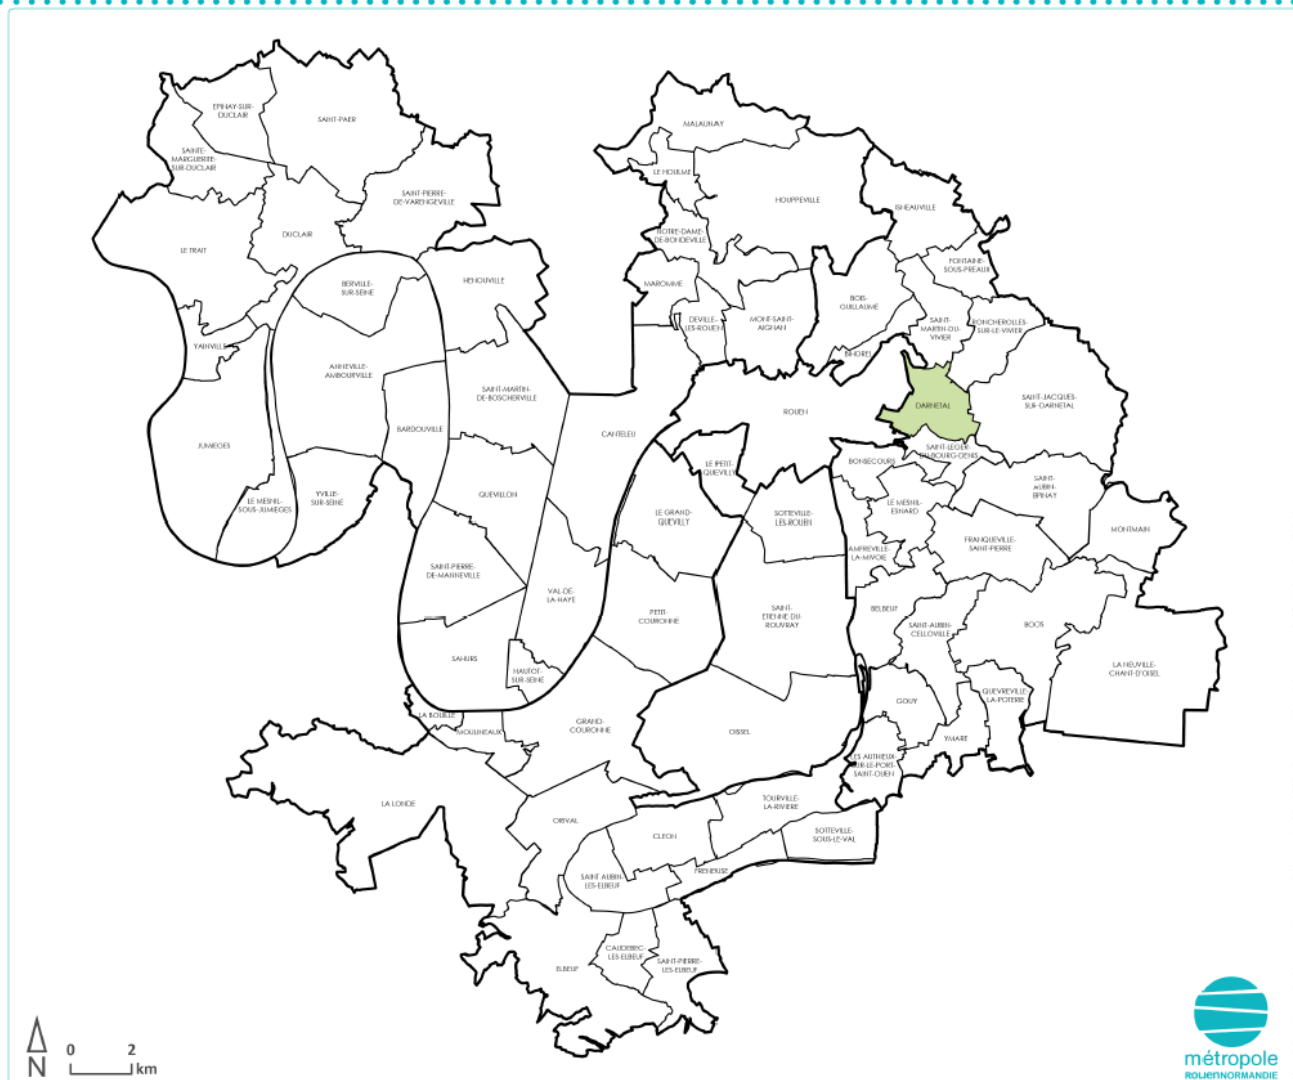 MALAUNAY
EPINAY-SUR-
DUCLAIR
SAINT-PAER
SAINTE-
MARGUERITE-
SUR-DUCLAIR
LE HOULME
SAINT-PIERRE-
DE-VARENGEVILLE
HOUPPEVILLE
ISNEAUVILLE
DUCLAIR
NOTRE-DAME-
DE-BONDEVILLE
LE TRAIT
FONTAINE-
SOUS-PREAUX
HENOUVILLE
BERVILLE-
SUR-SEINE
MAROMME
BOIS-
GUILLAUME
DEVILLE-
LES-ROUEN
MONT-SAINT-
AIGNAN
SAINT-
MARTIN-DU-
VIVIER
RONCHEROLLES-
SUR-LE-VIVIER
YAINVILLE
BIHOREL
ANNEVILLE-
AMBOURVILLE
SAINT-MARTIN-
DE-BOSCHERVILLE
SAINT-JACQUES-
SUR-DARNETAL
DARNETAL
ROUEN
BARDOUVILLE
CANTELEU
JUMIEGES
SAINT-LEGER-
DU-BOURG-DENIS
BONSECOURS
LE PETIT-
QUEVILLY
SAINT-
AUBIN-
EPINAY
QUEVILLON
YVILLE-
SUR-SEINE
LE MESNIL-
SOUS-JUMIEGES
LE MESNIL-
ESNARD
LE GRAND-
QUEVILLY
SOTTEVILLE-
LES-ROUEN
MONTMAIN
FRANQUEVILLE-
SAINT-PIERRE
AMFREVILLE-
LA-MIVOIE
SAINT-PIERRE-
DE-MANNEVILLE
VAL-DE-
LA-HAYE
BELBEUF
PETIT-
COURONNE
SAINT-
ETIENNE-DU-
ROUVRAY
SAINT-AUBIN-
CELLOVILLE
BOOS
SAHURS
HAUTOT-
SUR-SEINE
LA NEUVILLE-
CHANT-D'OISEL
GOUY
QUEVREVILLE-
LA-POTERIE
LA BOUILLE
MOULINEAUX
GRAND-
COURONNE
OISSEL
YMARE
LES AUTHIEUX-
SUR-LE-PORT-
SAINT-OUEN
LA LONDE
TOURVILLE-
LA-RIVIERE
ORIVAL
CLEON
SOTTEVILLE-
SOUS-LE-VAL
FRENEUSE
SAINT AUBIN-
LES-ELBEUF
CAUDEBEC-
LES-ELBEUF
SAINT-PIERRE-
LES-ELBEUF
ELBEUF
N
0 2
km
métropole
ROUENNORMANDIE